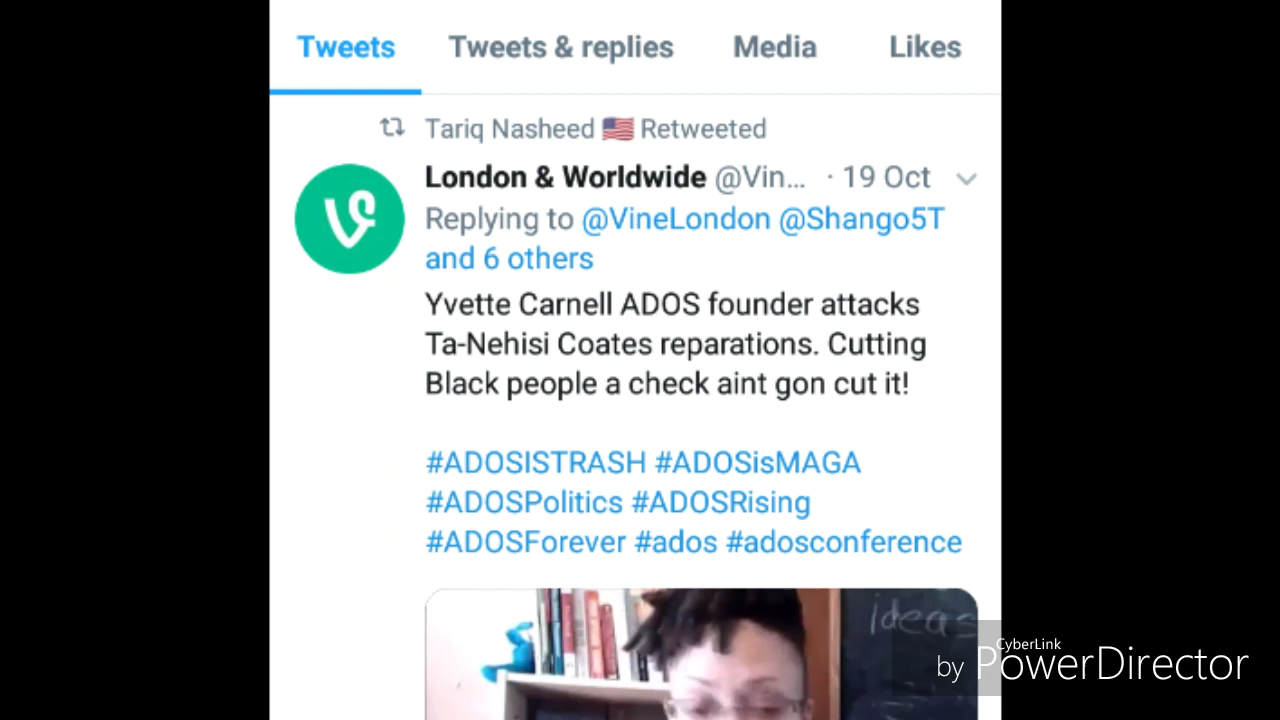 Tweets Tweets & replies Media Likes
Tariq Nasheed 🇺🇸 Retweeted
London & Worldwide @Vin... · 19 Oct
Replying to @VineLondon @Shango5T
and 6 others
Yvette Carnell ADOS founder attacks
Ta-Nehisi Coates reparations. Cutting
Black people a check aint gon cut it!
#ADOSISTRASH #ADOSisMAGA
#ADOSPolitics #ADOSRising
#ADOSForever #ados #adosconference
ideas
CyberLink
by PowerDirector